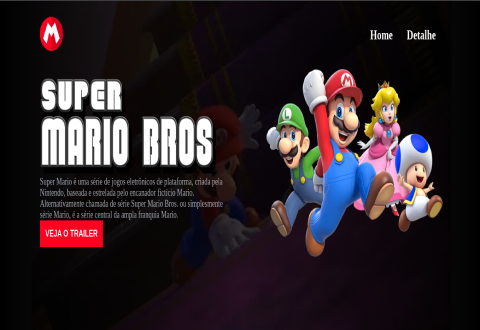 M
Home Detalhe
SUPER
MARIO BROS
Super Mario é uma série de jogos eletrônicos de plataforma, criada pela
Nintendo, baseada e estrelada pelo encanador fictício Mario.
Alternativamente chamada de série Super Mario Bros. ou simplesmente
série Mario, é a série central da ampla franquia Mario.
VEJA O TRAILER